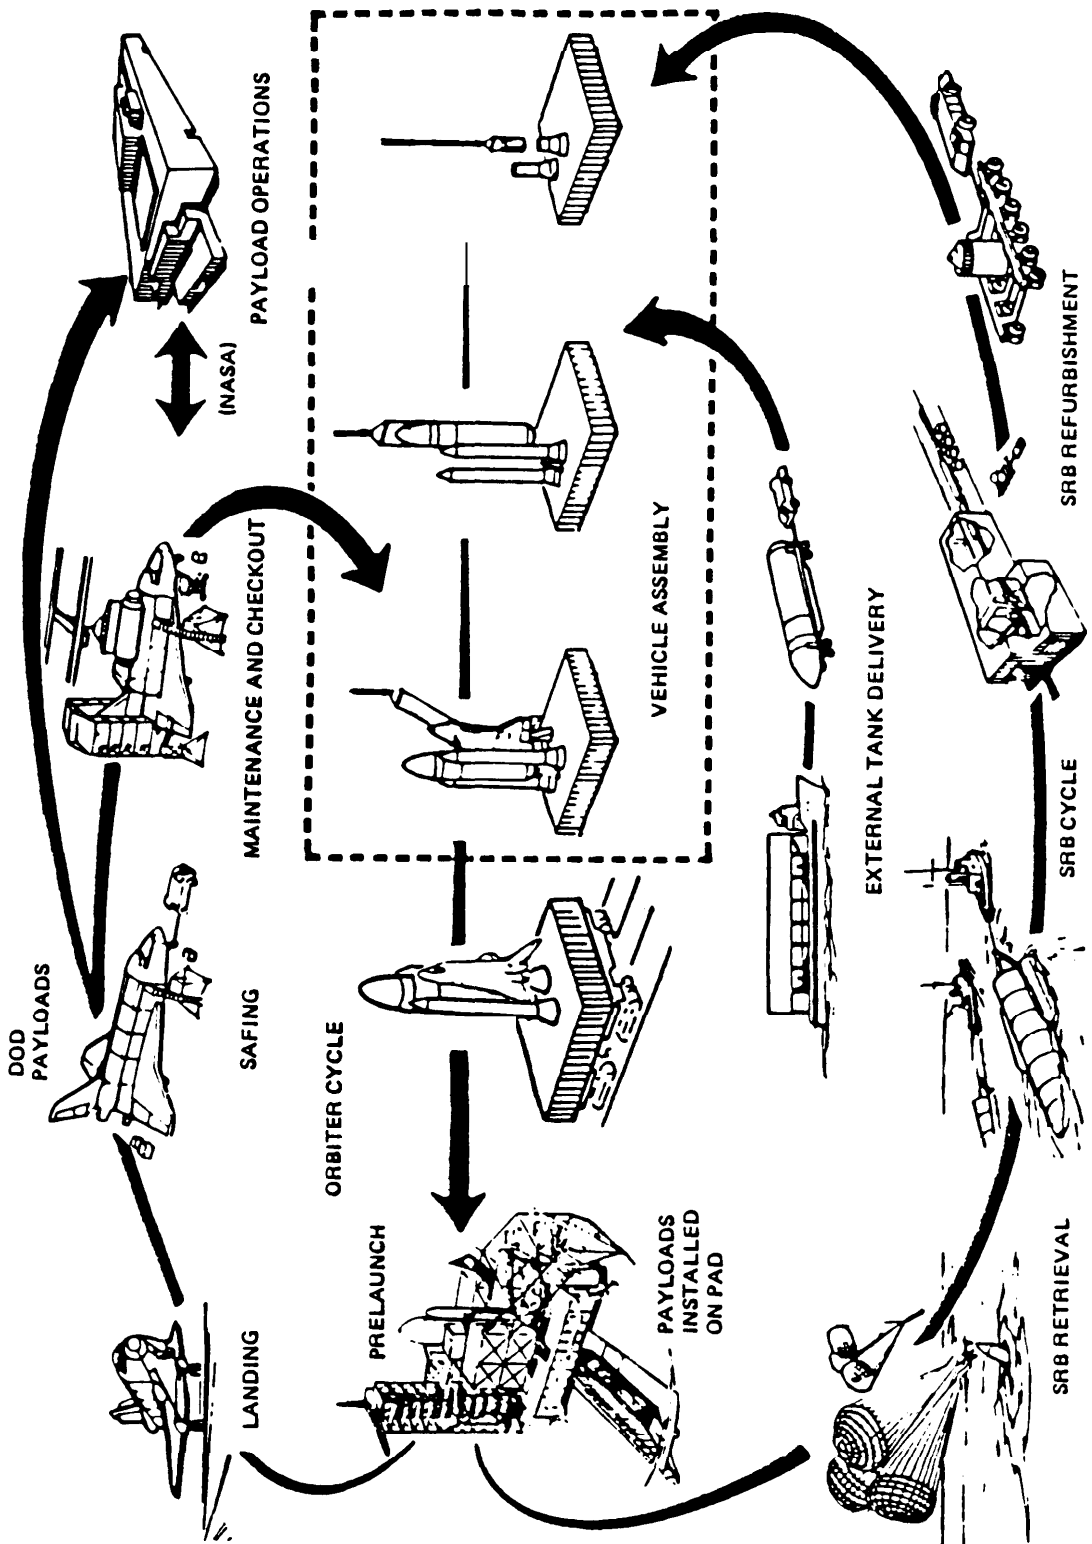 LANDING
DOD
PAYLOADS
SAFING
MAINTENANCE AND CHECKOUT
(NASA)
PAYLOAD OPERATIONS
ORBITER CYCLE
PRELAUNCH
PAYLOADS
INSTALLED
ON PAD
VEHICLE ASSEMBLY
EXTERNAL TANK DELIVERY
SRB RETRIEVAL
SRB CYCLE
SRB REFURBISHMENT